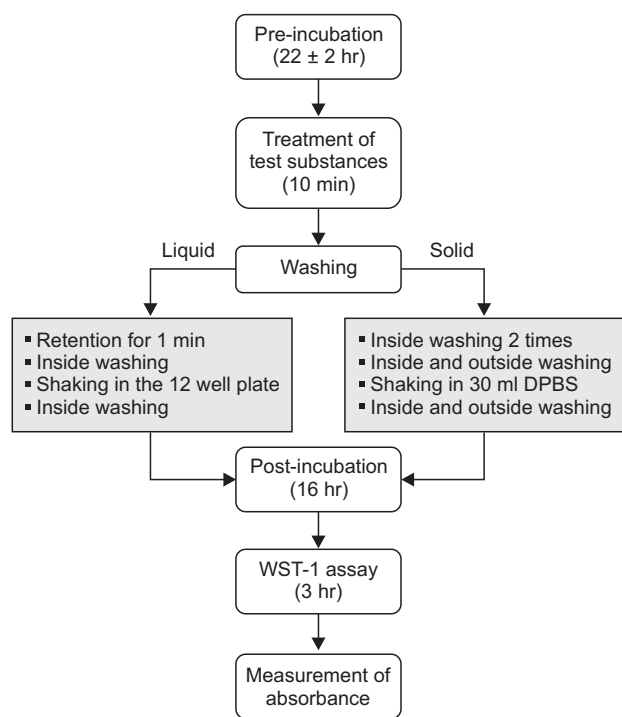 Pre-incubation
(22 ± 2 hr)
Treatment of
test substances
(10 min)
Liquid
Washing
Solid
▪ Retention for 1 min
▪ Inside washing
▪ Shaking in the 12 well plate
▪ Inside washing
▪ Inside washing 2 times
▪ Inside and outside washing
▪ Shaking in 30 ml DPBS
▪ Inside and outside washing
Post-incubation
(16 hr)
WST-1 assay
(3 hr)
Measurement of
absorbance